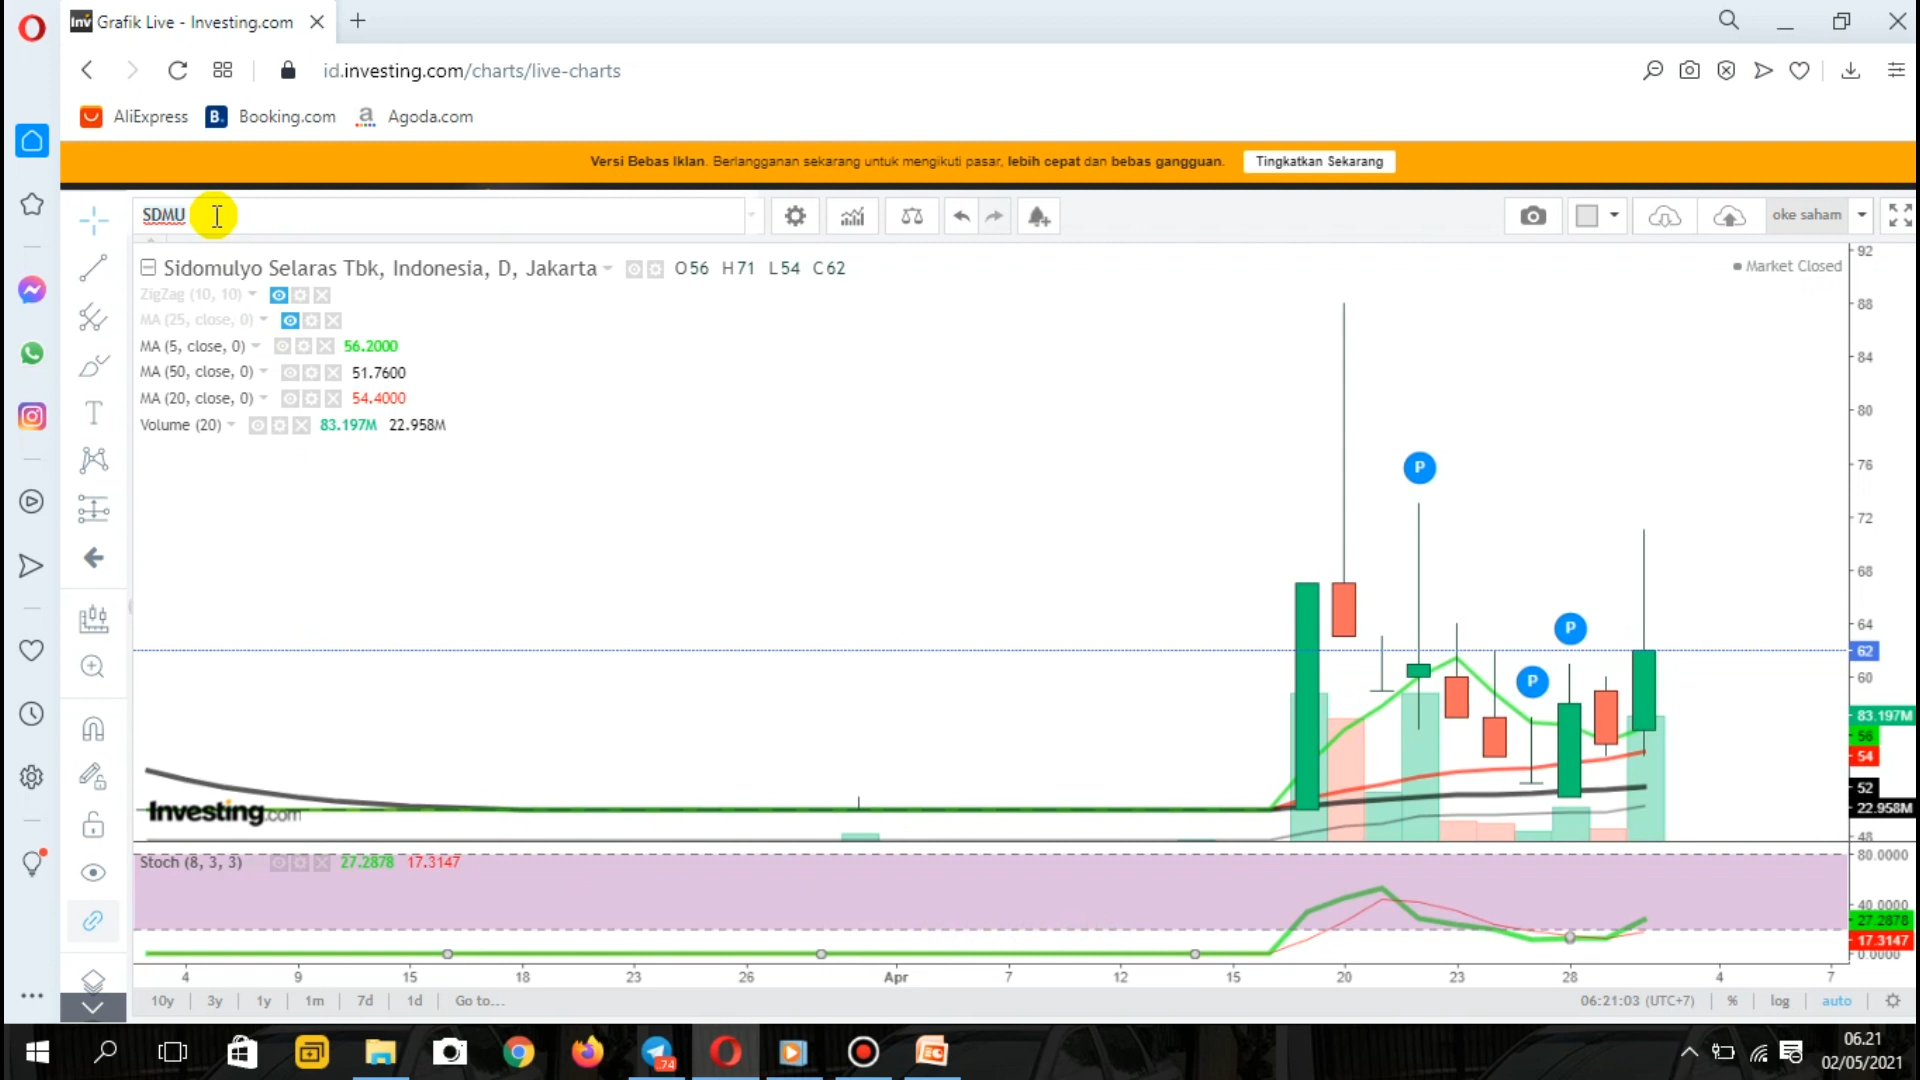 Grafik Live - Investing.com
id.investing.com/charts/live-charts
AliExpress
B. Booking.com
a Agoda.com
Versi Bebas Iklan. Berlangganan sekarang untuk mengikuti pasar, lebih cepat dan bebas gangguan.
Tingkatkan Sekarang
SDMU
oke saham
Sidomulyo Selaras Tbk, Indonesia, D, Jakarta O56 H71 L54 C62
Market Closed
ZigZag (10, 10)
MA (25, close, 0)
MA (5, close, 0) 56.2000
MA (50, close, 0) 51.7600
MA (20, close, 0) 54.4000
Volume (20) 83.197M 22.958M
92
88
84
80
76
72
68
64
62
60
83.197M
56
54
52
22.958M
48
P
P
P
Investing.com
Stoch (8, 3, 3) 27.2878 17.3147
80.0000
40.0000
27.2878
17.3147
0.0000
4 9 15 18 23 26 Apr 7 12 15 20 23 28 4 7
10y 3y 1y 1m 7d 1d Go to...
06:21:03 (UTC+7) % log auto
74
06.21
02/05/2021